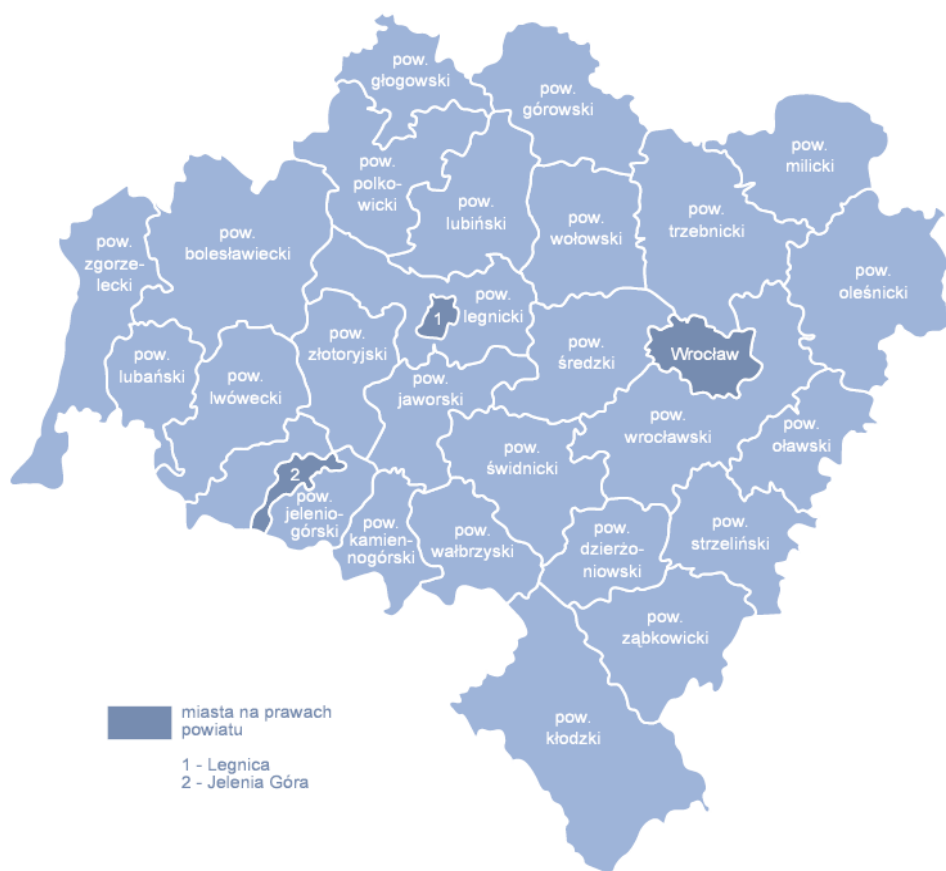 pow.
głogowski
pow.
górowski
pow.
milicki
pow.
polko-
wicki
pow.
lubiński
pow.
wołowski
pow.
trzebnicki
pow.
zgorze-
lecki
pow.
bolesławiecki
pow.
oleśnicki
pow.
legnicki
1
pow.
złotoryjski
pow.
średzki
Wrocław
pow.
lubański
pow.
lwówecki
pow.
jaworski
pow.
wrocławski
pow.
oławski
pow.
świdnicki
2
pow.
jelenio-
górski
pow.
kamien-
nogórski
pow.
wałbrzyski
pow.
dzierżo-
niowski
pow.
strzeliński
pow.
ząbkowicki
pow.
kłodzki
miasta na prawach
powiatu
1 - Legnica
2 - Jelenia Góra